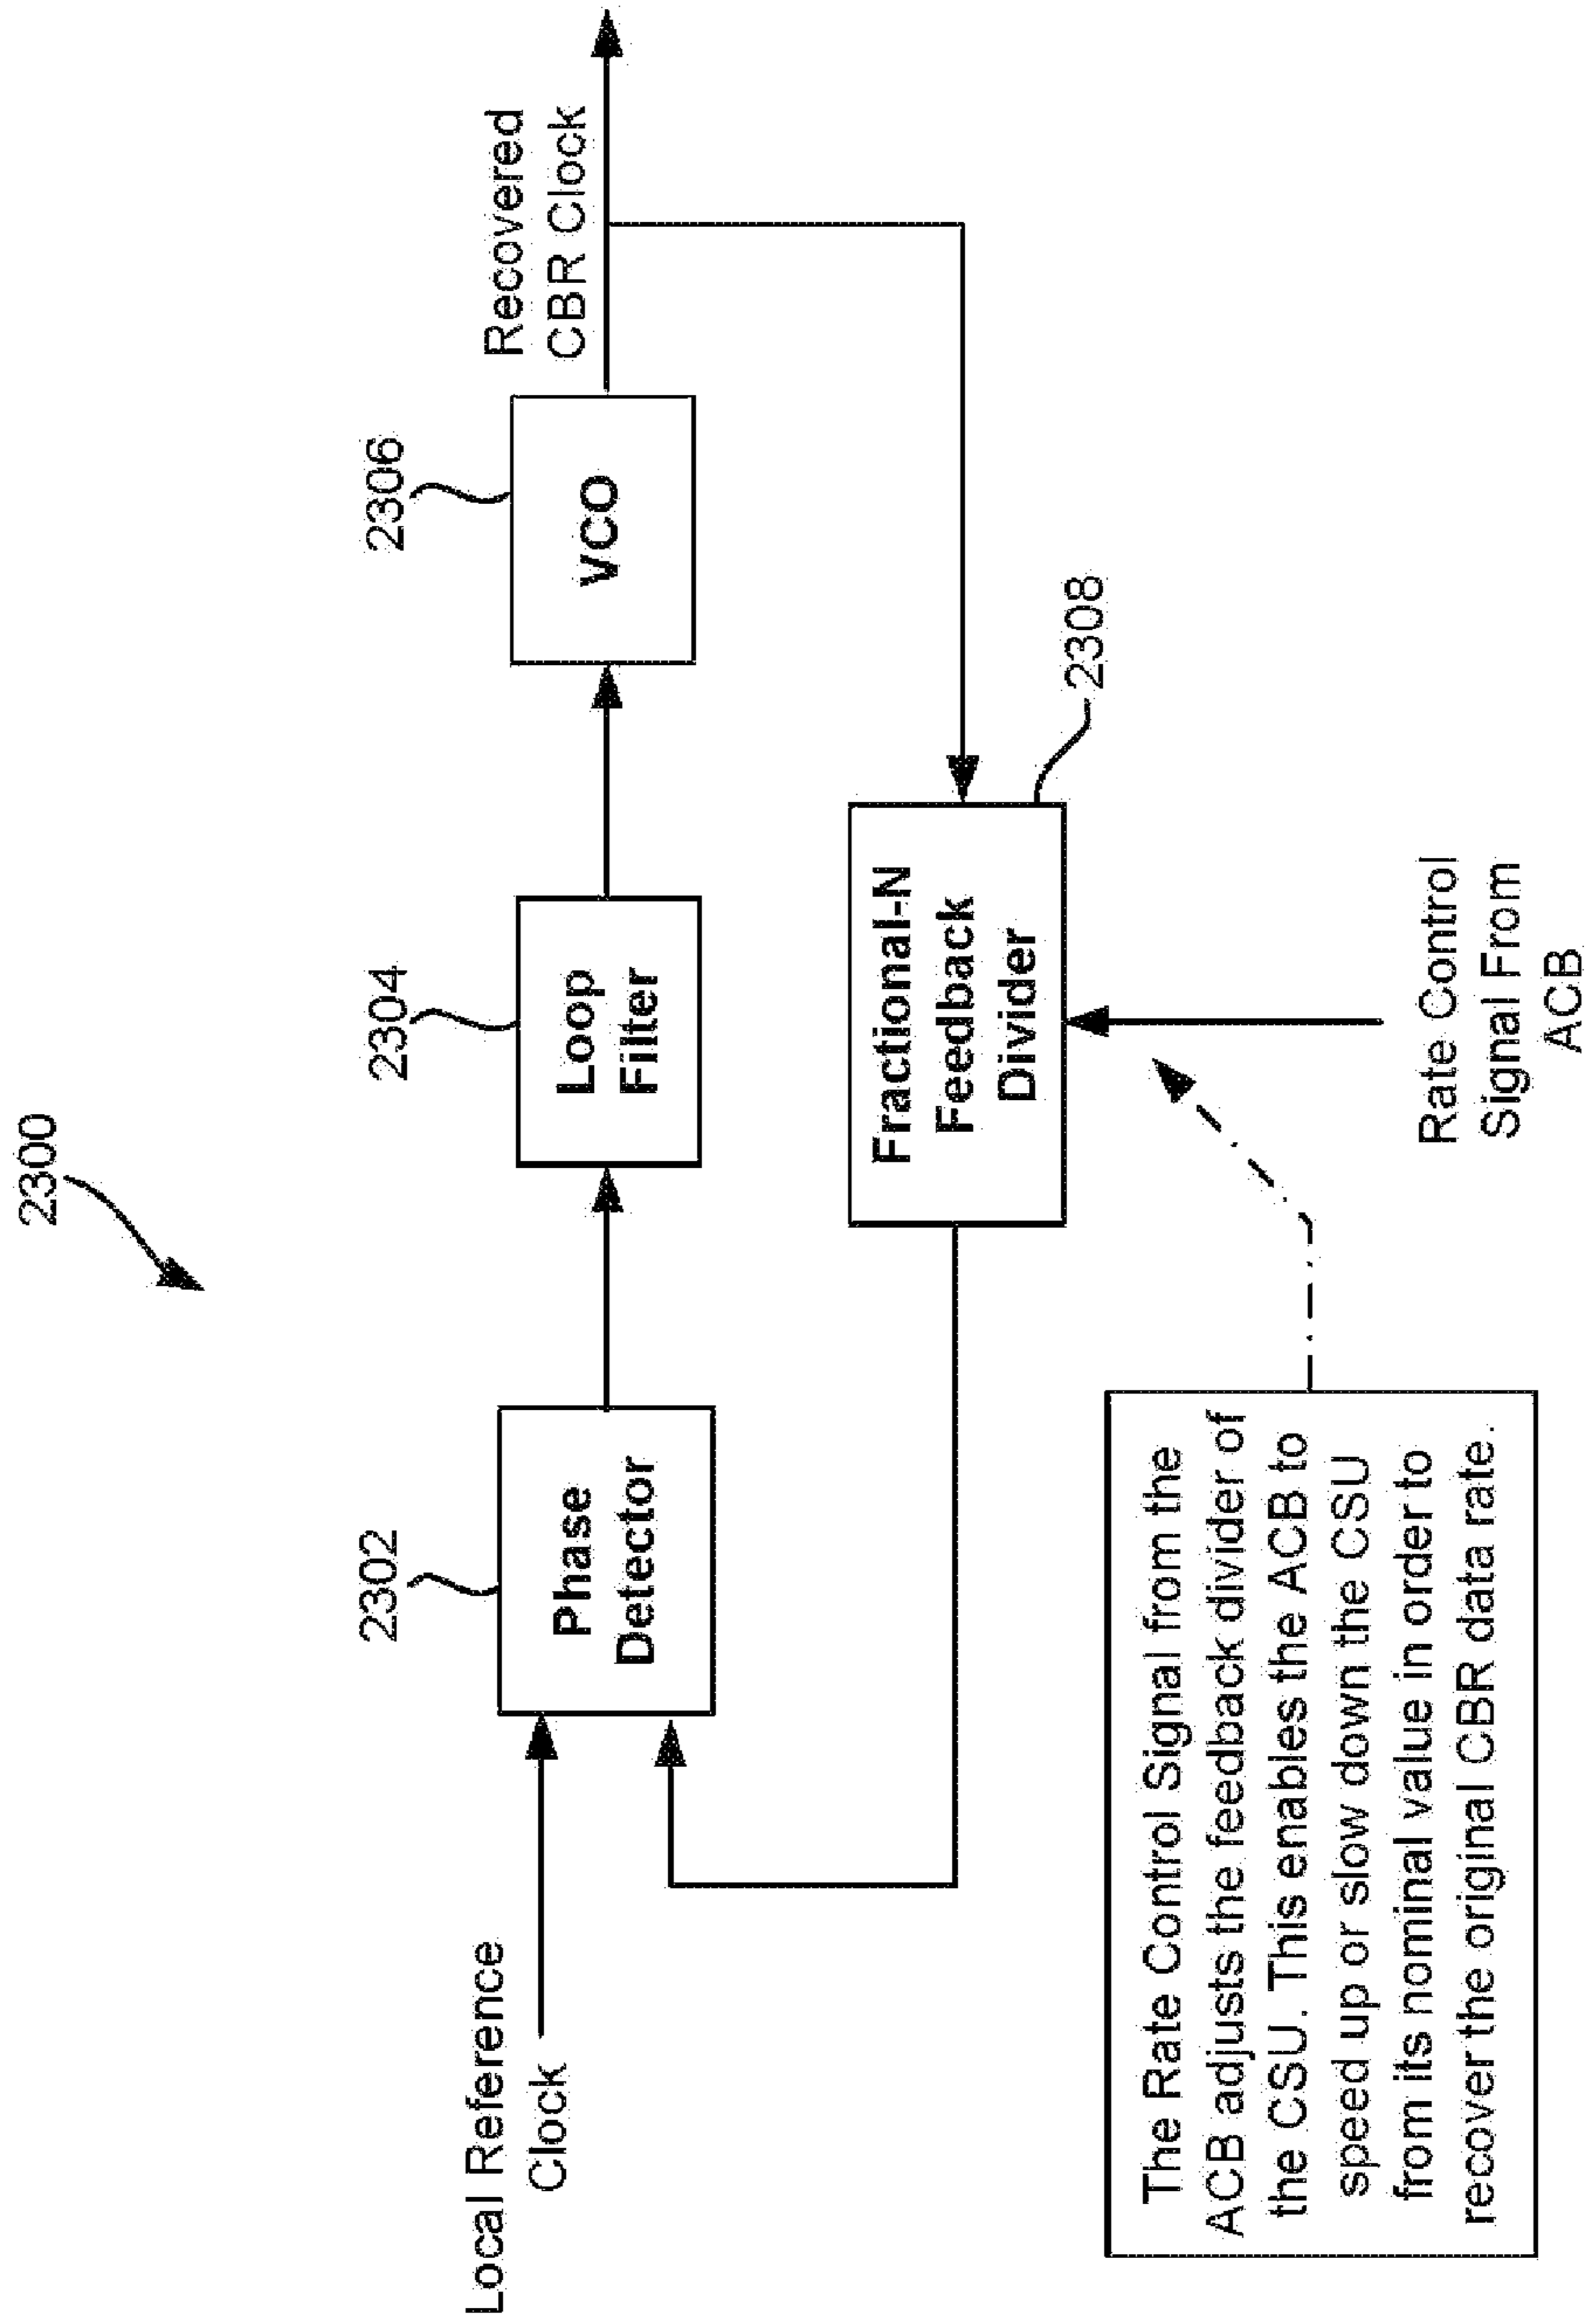 2300
2302
2304
2306
Local Reference
Clock
Phase
Detector
Loop
Filter
VCO
Recovered
CBR Clock
Fractional-N
Feedback
Divider
2308
The Rate Control Signal from the
ACB adjusts the feedback divider of
the CSU. This enables the ACB to
speed up or slow down the CSU
from its nominal value in order to
recover the original CBR data rate.
Rate Control
Signal From
ACB